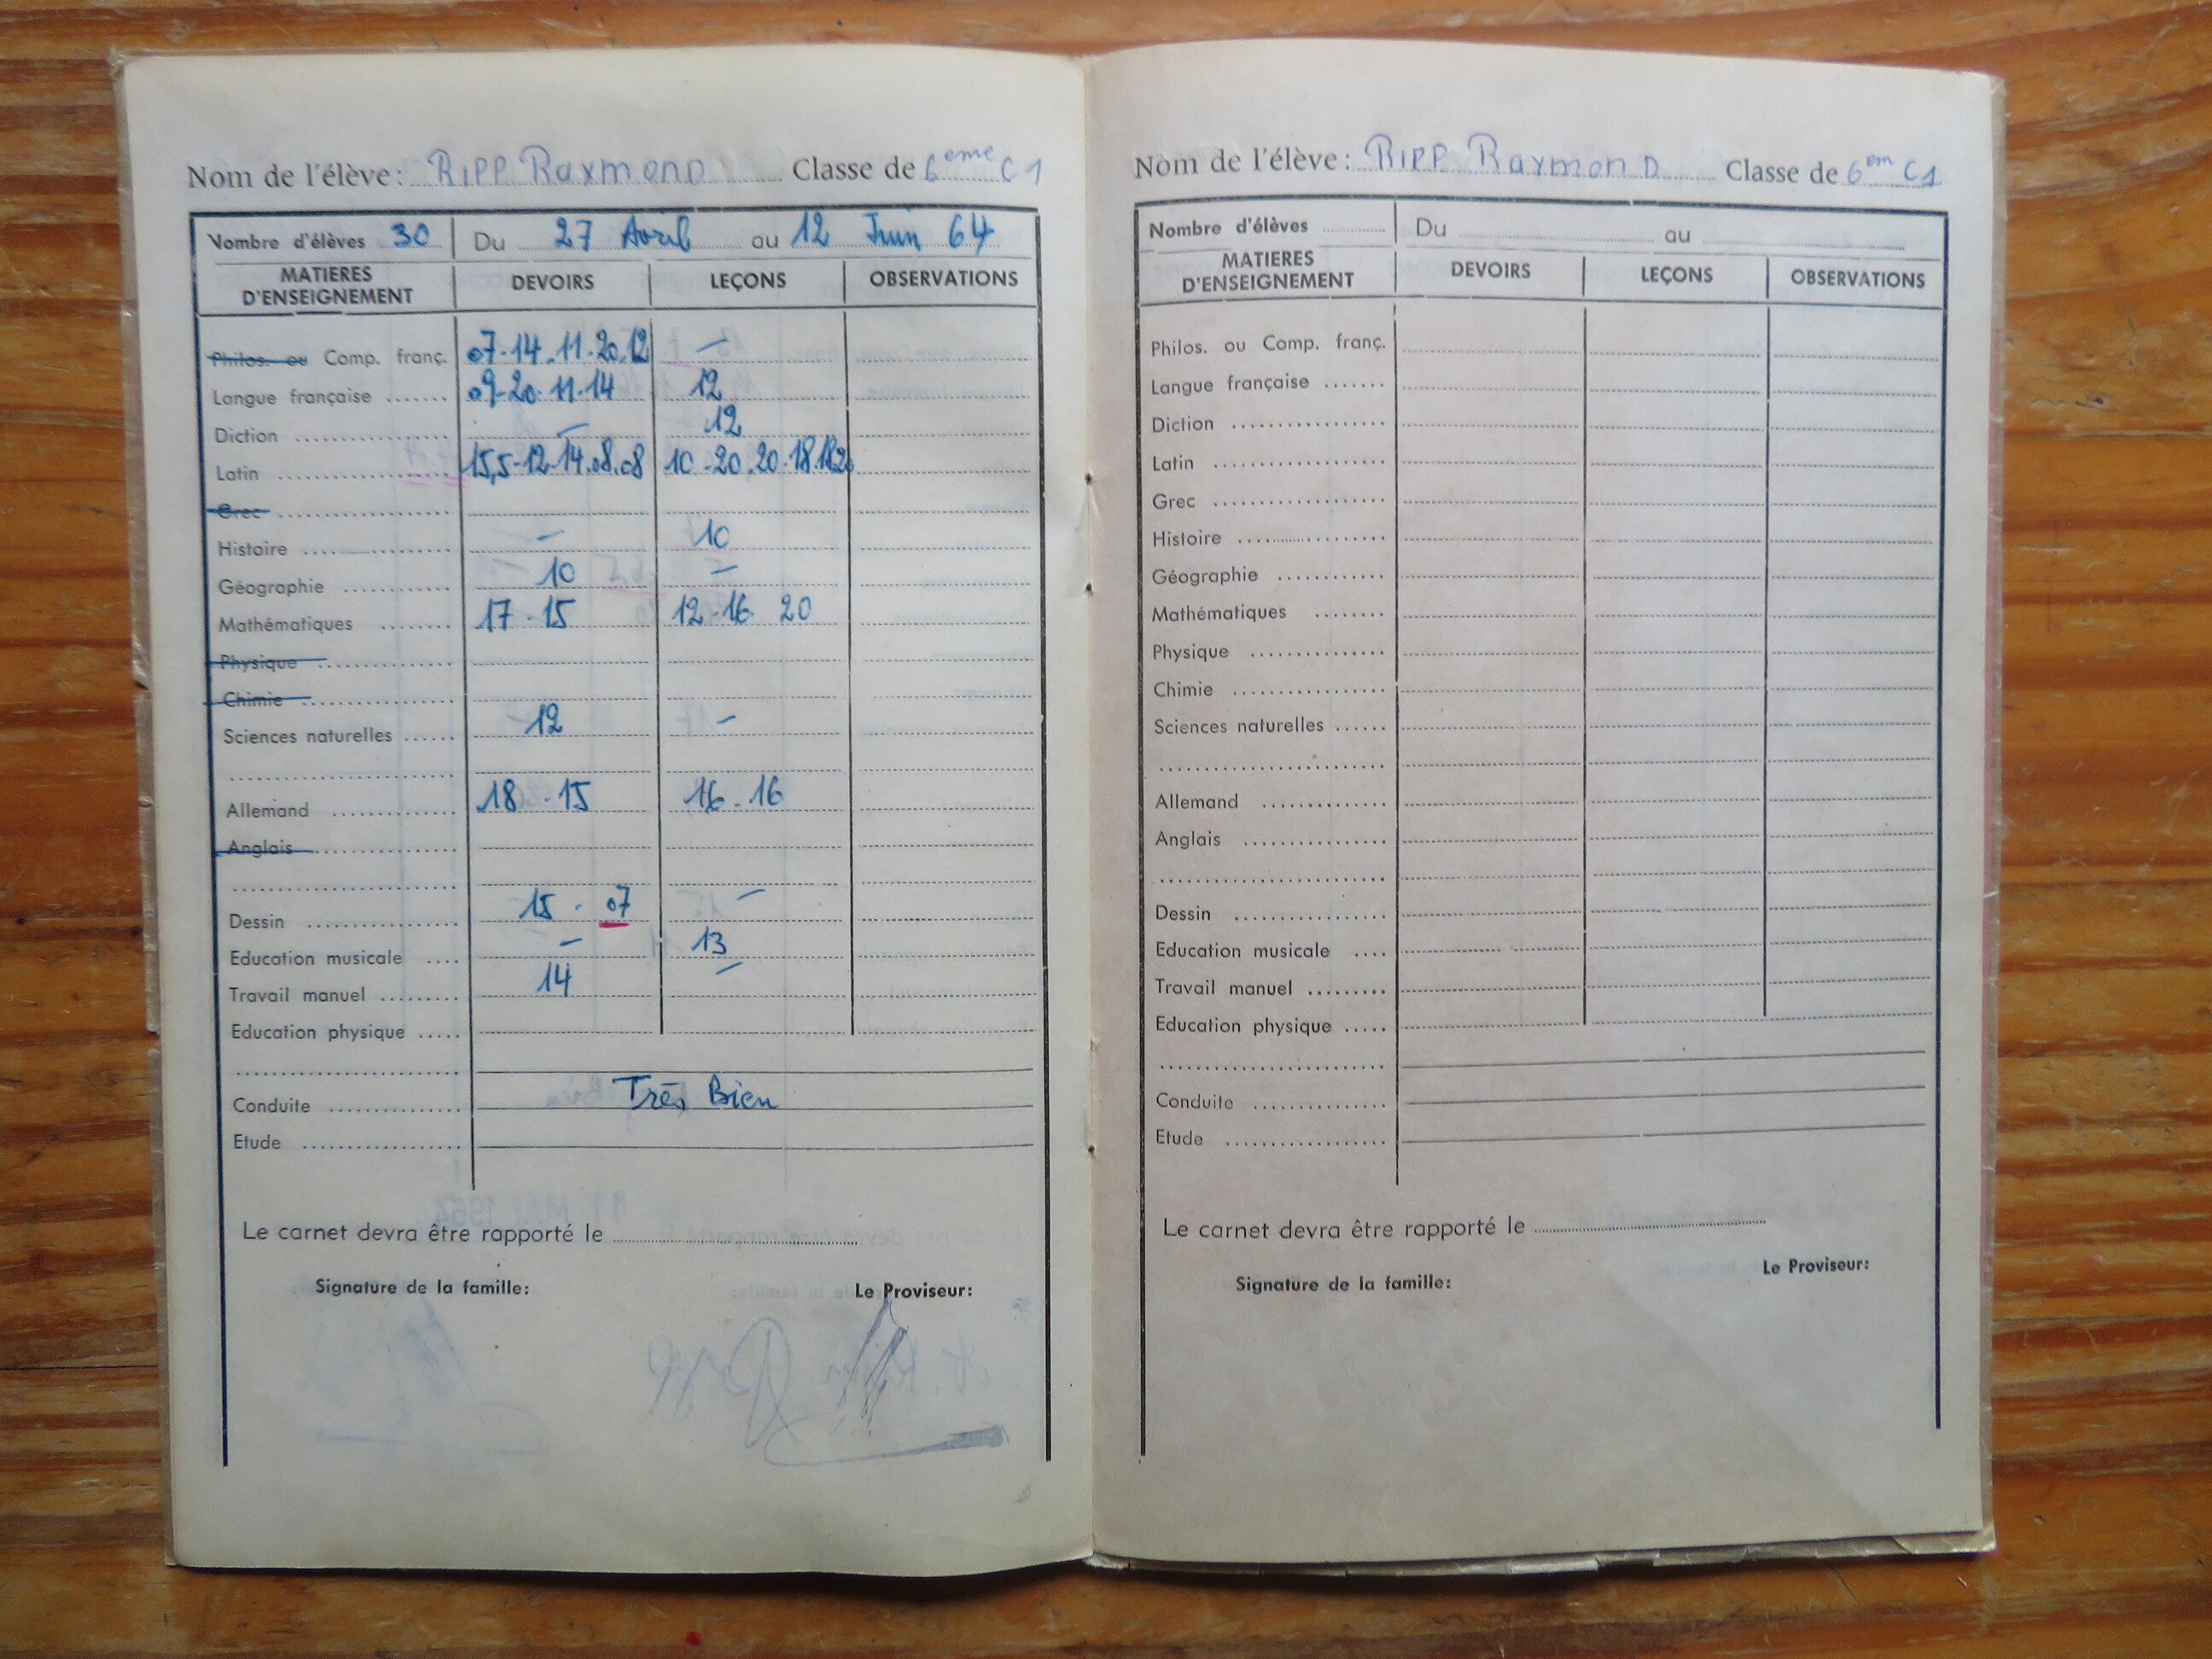 Nom de l'élève: RIPP Raymond Classe de 6eme C1
Nombre d'élèves 30 Du 27 Avril au 12 Juin 64
MATIERES D'ENSEIGNEMENT DEVOIRS LEÇONS OBSERVATIONS
Philos. ou Comp. franç. 07-14.11.20.12 —
Langue française ....... 09-20.11.14 12
Diction ................. — 12
Latin ................... 15,5-12-14.08.08 10-20.20.18.18.20
Grec ...................
Histoire ................ — 10
Géographie ............ 10 —
Mathématiques ........ 17-15 12-16 20
Physique ...............
Chimie .................
Sciences naturelles ...... 12 —
Allemand .............. 18-15 16-16
Anglais ................
Dessin ................. 15-07 —
Education musicale .... — 13
Travail manuel ......... 14 —
Education physique .....
Conduite ............... Très Bien
Etude ..................
Le carnet devra être rapporté le
Signature de la famille: Le Proviseur:
Nom de l'élève: RIPP Raymond Classe de 6em C1
Nombre d'élèves Du au
MATIERES D'ENSEIGNEMENT DEVOIRS LEÇONS OBSERVATIONS
Philos. ou Comp. franç.
Langue française .......
Diction .................
Latin ...................
Grec ...................
Histoire ................
Géographie ............
Mathématiques ........
Physique ...............
Chimie .................
Sciences naturelles ......
Allemand ..............
Anglais ................
Dessin .................
Education musicale ....
Travail manuel .........
Education physique .....
Conduite ...............
Etude ..................
Le carnet devra être rapporté le
Signature de la famille: Le Proviseur: